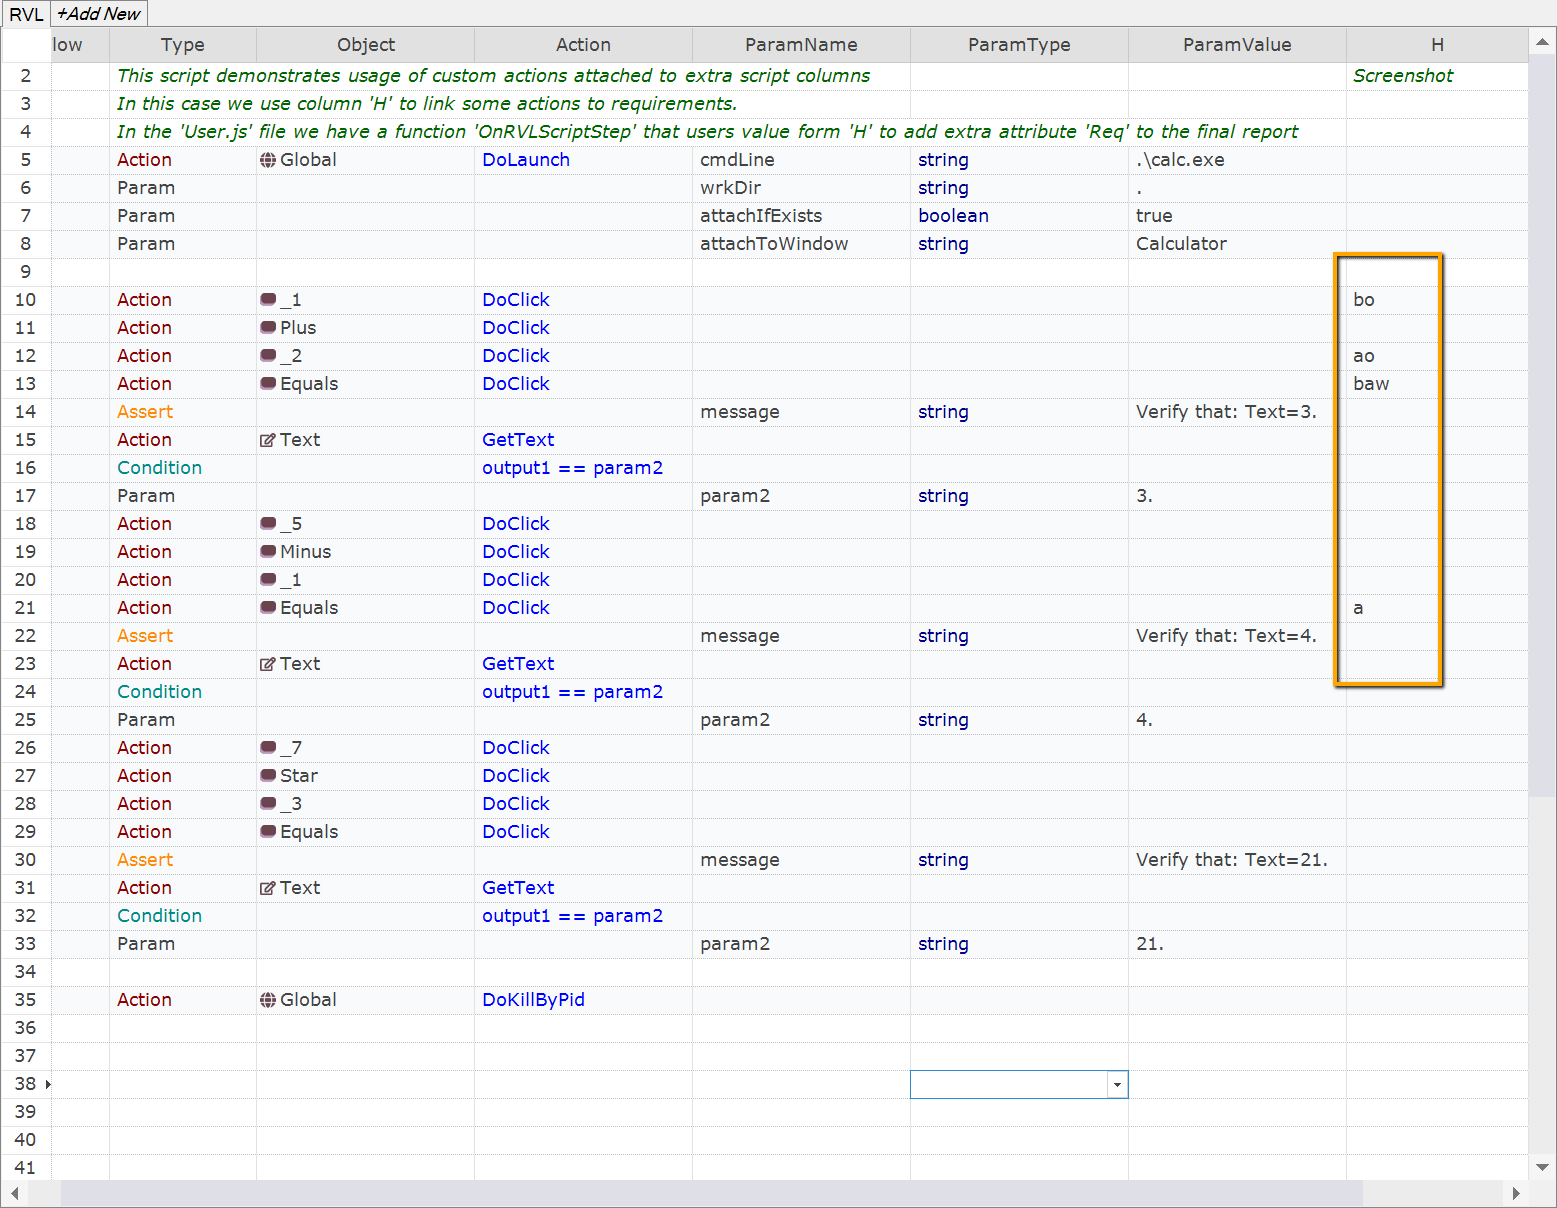 RVL +Add New
low Type Object Action ParamName ParamType ParamValue H
2 This script demonstrates usage of custom actions attached to extra script columns Screenshot
3 In this case we use column 'H' to link some actions to requirements.
4 In the 'User.js' file we have a function 'OnRVLScriptStep' that users value form 'H' to add extra attribute 'Req' to the final report
5 Action Global DoLaunch cmdLine string .\calc.exe
6 Param wrkDir string .
7 Param attachIfExists boolean true
8 Param attachToWindow string Calculator
9
10 Action _1 DoClick bo
11 Action Plus DoClick
12 Action _2 DoClick ao
13 Action Equals DoClick baw
14 Assert message string Verify that: Text=3.
15 Action Text GetText
16 Condition output1 == param2
17 Param param2 string 3.
18 Action _5 DoClick
19 Action Minus DoClick
20 Action _1 DoClick
21 Action Equals DoClick a
22 Assert message string Verify that: Text=4.
23 Action Text GetText
24 Condition output1 == param2
25 Param param2 string 4.
26 Action _7 DoClick
27 Action Star DoClick
28 Action _3 DoClick
29 Action Equals DoClick
30 Assert message string Verify that: Text=21.
31 Action Text GetText
32 Condition output1 == param2
33 Param param2 string 21.
34
35 Action Global DoKillByPid
36
37
38
39
40
41